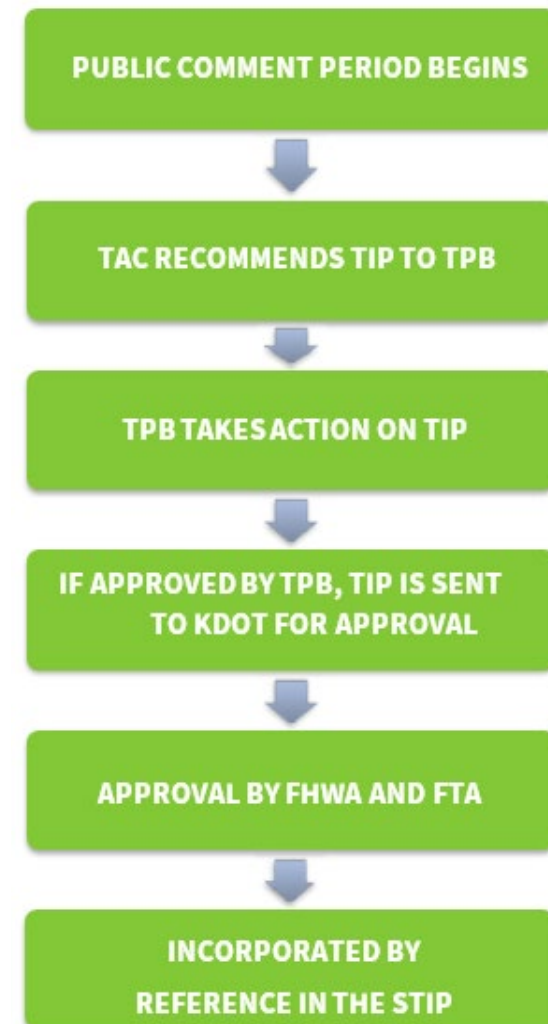 PUBLIC COMMENT PERIOD BEGINS
TAC RECOMMENDS TIP TO TPB
TPB TAKES ACTION ON TIP
IF APPROVED BY TPB, TIP IS SENT
TO KDOT FOR APPROVAL
APPROVAL BY FHWA AND FTA
INCORPORATED BY
REFERENCE IN THE STIP